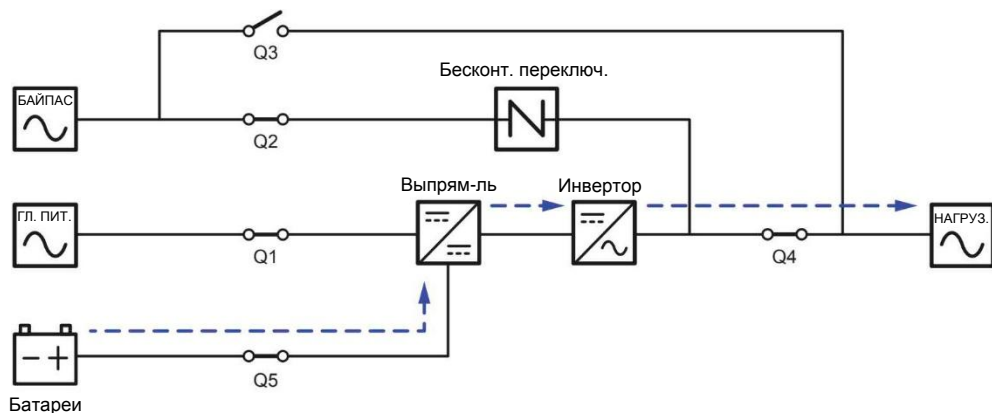 Q3
Бесконт. переключ.
БАЙПАС
Q2
Выпрям-ль
Инвертор
ГЛ. ПИТ.
НАГРУЗ.
Q1
Q4
Q5
Батареи